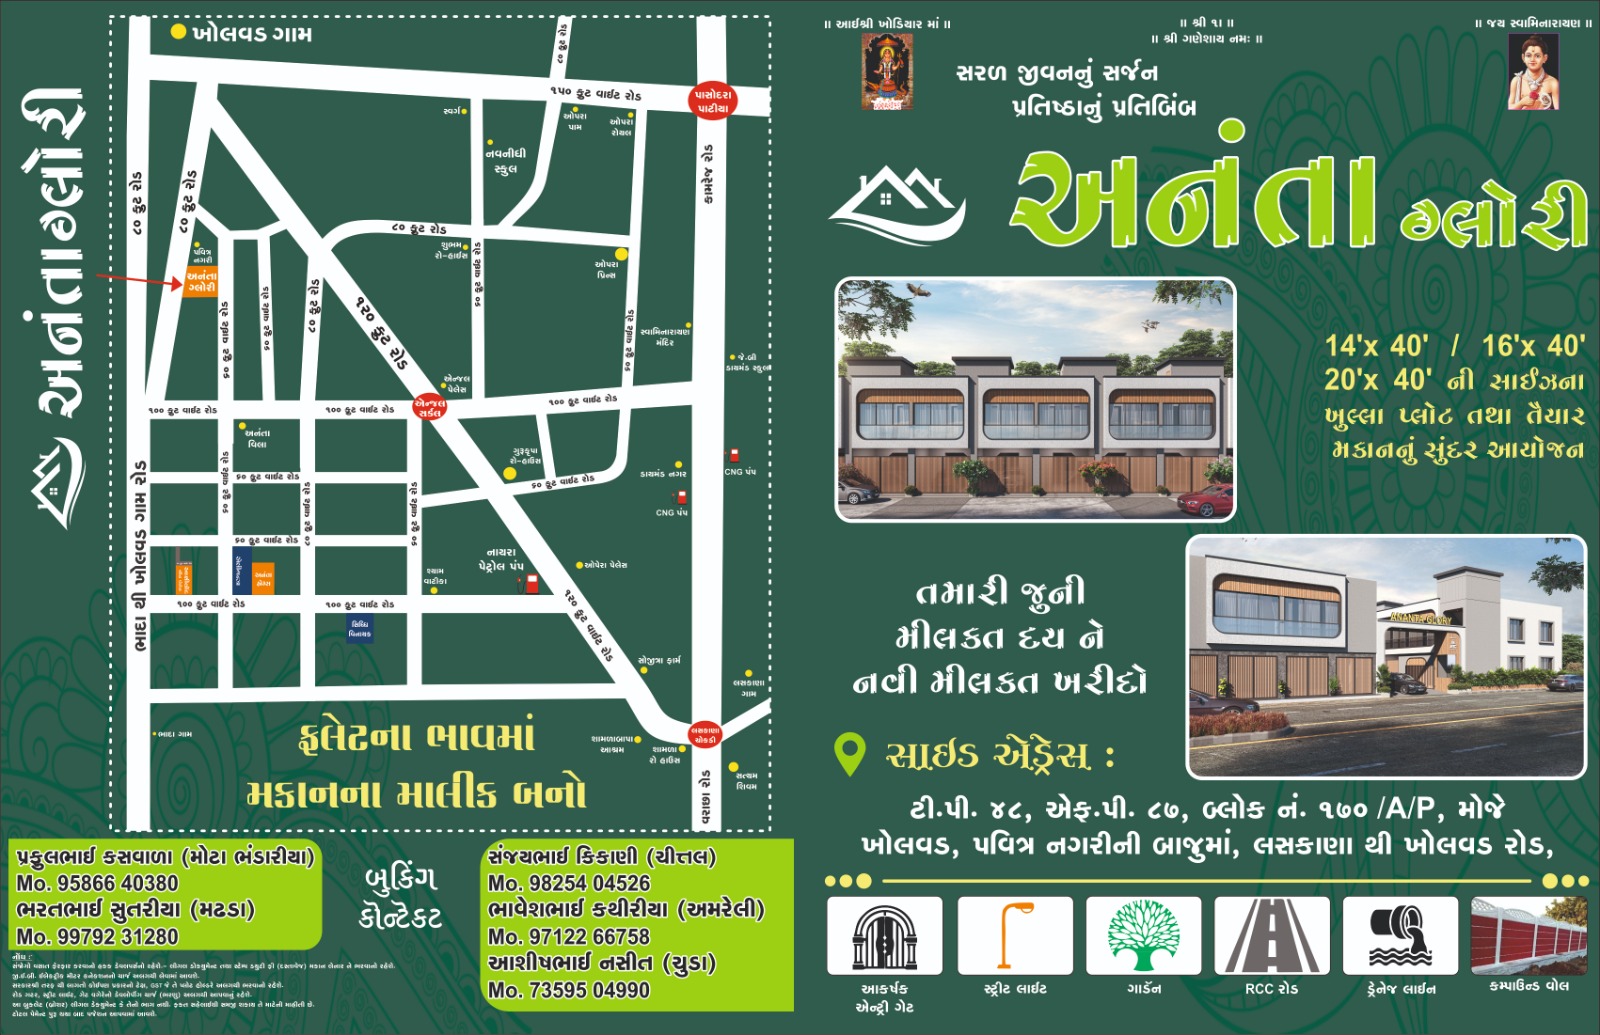 ખોલવડ ગામ
અનંતા ગ્લોરી
૮૦ ફુટ રોડ
૮૦ ફુટ રોડ
૮૦ ફુટ રોડ
૧૫૦ ફુટ વાઈટ રોડ
પાસોદરા
પાટીયા
સ્વર્ગ
ઓપરા
પામ
ઓપરા
રોયલ
નવનીધી
સ્કુલ
કામરેજ રોડ
૮૦ ફુટ રોડ
શુભમ
રો-હાઉસ
ઓપરા
પ્રિન્સ
પવિત્ર
નગરી
અનંતા
ગ્લોરી
૬૦ ફુટ વાઈટ રોડ
૬૦ ફુટ વાઈટ રોડ
૮૦ ફુટ રોડ
૧૨૦ ફુટ રોડ
૬૦ ફુટ વાઈટ રોડ
૬૦ ફુટ વાઈટ રોડ
સ્વામિનારાયણ
મંદિર
જે.બી
ડાયમંડ સ્કુલ
એન્જલ
પેલેસ
એન્જલ
સર્કલ
૧૦૦ ફુટ વાઈટ રોડ
૧૦૦ ફુટ વાઈટ રોડ
૧૦૦ ફુટ વાઈટ રોડ
અનંતા
વિલા
ગુરૂકૃપા
રો-હાઉસ
૬૦ ફુટ વાઈટ રોડ
ડાયમંડ નગર
CNG પંપ
CNG પંપ
ભાદા થી ખોલવડ ગામ રોડ
૬૦ ફુટ વાઈટ રોડ
૬૦ ફુટ વાઈટ રોડ
૮૦ ફુટ વાઈટ રોડ
૬૦ ફુટ વાઈટ રોડ
૬૦ ફુટ વાઈટ રોડ
નાયરા
પેટ્રોલ પંપ
ઓપેરા પેલેસ
શ્યામ
વાટીકા
અનંતા
હોમ્સ
૧૦૦ ફુટ વાઈટ રોડ
૧૦૦ ફુટ વાઈટ રોડ
સિધ્ધિ
વિનાયક
૧૨૦ ફુટ વાઈટ રોડ
સોજીત્રા ફાર્મ
લસકાણા
ગામ
લસકાણા
ચોકડી
શામળાબાપા
આશ્રમ
શામળા
રો હાઉસ
સત્યમ
શિવમ
વરાછા રોડ
ભાદા ગામ
ફ્લેટના ભાવમાં
મકાનના માલીક બનો
પ્રફુલભાઈ કસવાળા (મોટા ભંડારીયા)
Mo. 95866 40380
ભરતભાઈ સુતરીયા (મઢડા)
Mo. 99792 31280
બુકિંગ
કોન્ટેકટ
સંજયભાઈ કિકાણી (ચીત્તલ)
Mo. 98254 04526
ભાવેશભાઈ કથીરીયા (અમરેલી)
Mo. 97122 66758
આશીષભાઈ નસીત (ચુડા)
Mo. 73595 04990
નોંધ :
॥ આઈશ્રી ખોડિયાર માં ॥
॥ શ્રી ૧ા ॥
॥ શ્રી ગણેશાય નમઃ ॥
॥ જય સ્વામિનારાયણ ॥
સરળ જીવનનું સર્જન
પ્રતિષ્ઠાનું પ્રતિબિંબ
અનંતા ગ્લોરી
14'x 40' / 16'x 40'
20'x 40' ની સાઈઝના
ખુલ્લા પ્લોટ તથા તૈયાર
મકાનનું સુંદર આયોજન
ANANTA GLORY
તમારી જુની
મીલકત દય ને
નવી મીલકત ખરીદો
સાઇડ એડ્રેસ :
ટી.પી. ૪૮, એફ.પી. ૮૭, બ્લોક નં. ૧૭૦ /A/P, મોજે
ખોલવડ, પવિત્ર નગરીની બાજુમાં, લસકાણા થી ખોલવડ રોડ,
આકર્ષક
એન્ટ્રી ગેટ
સ્ટ્રીટ લાઈટ
ગાર્ડન
RCC રોડ
ડ્રેનેજ લાઈન
કમ્પાઉન્ડ વોલ